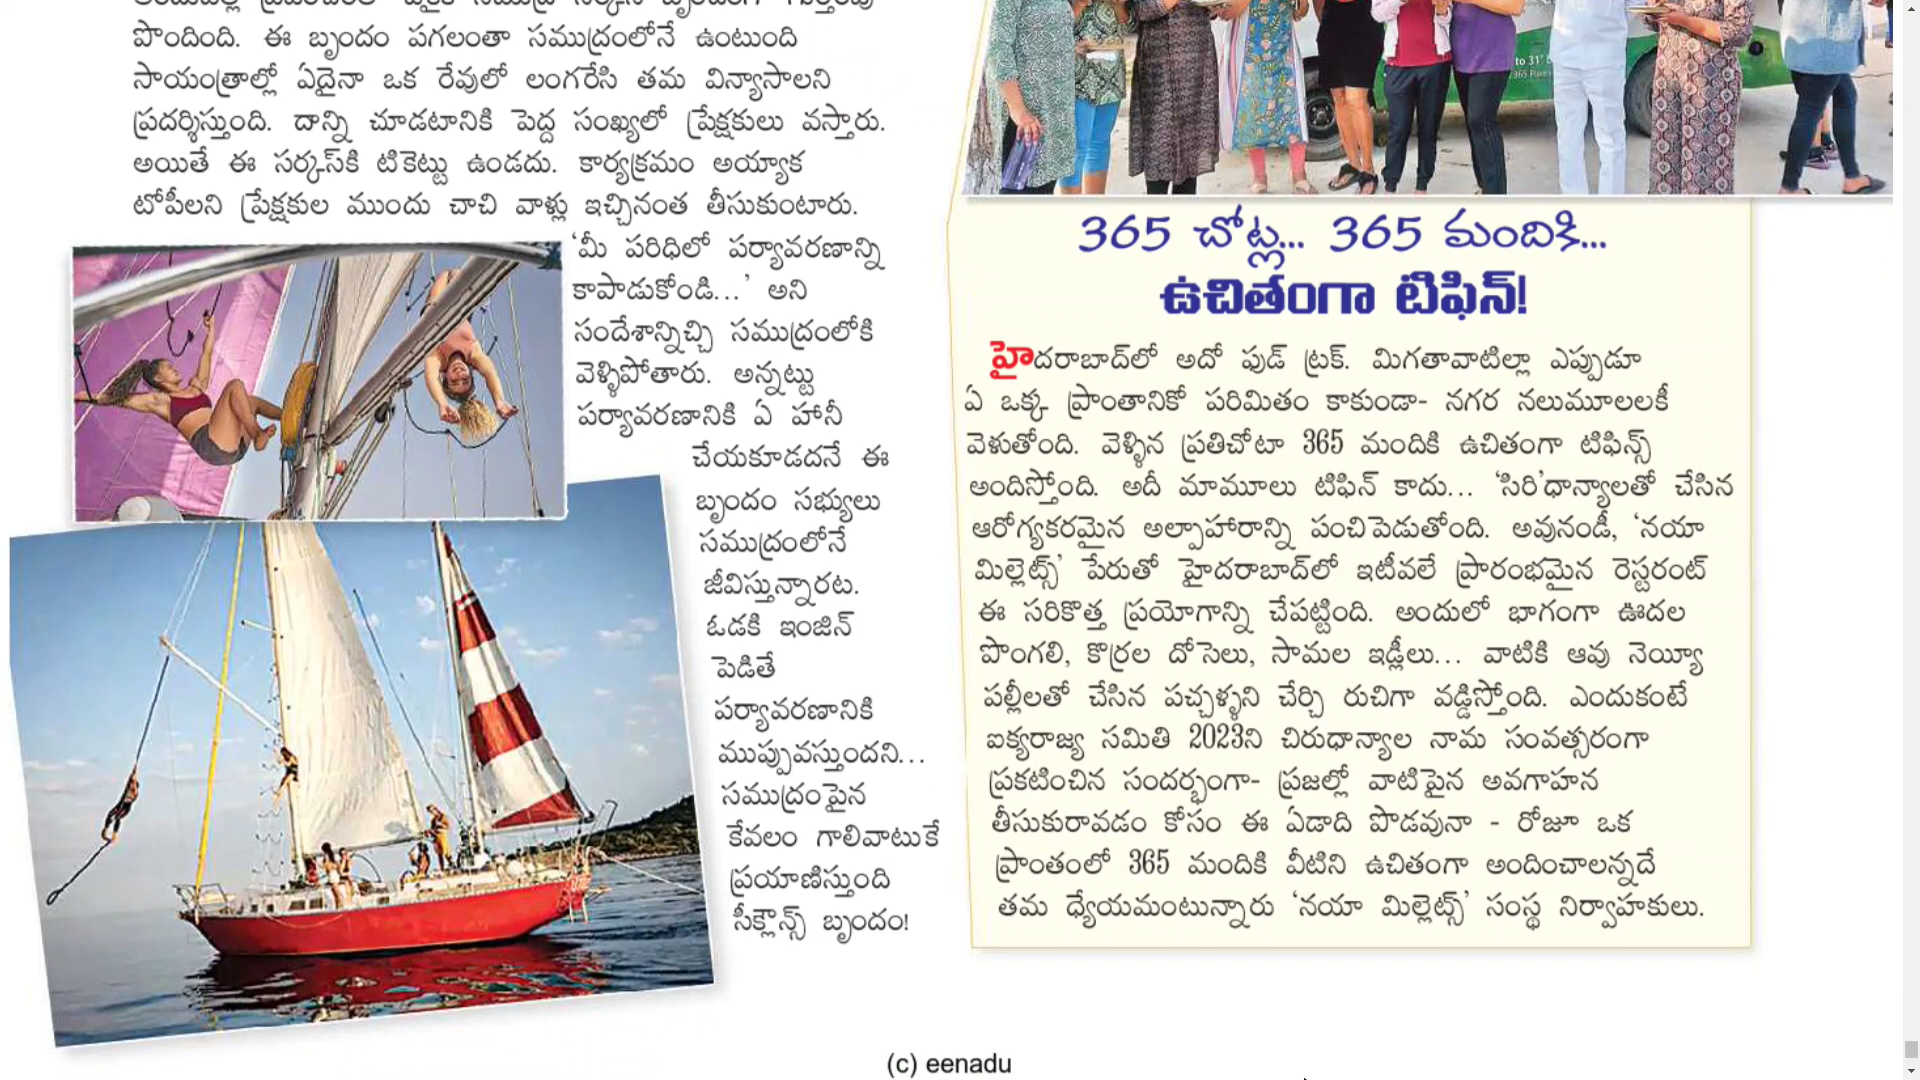 పొందింది. ఈ బృందం పగలంతా సముద్రంలోనే ఉంటుంది
సాయంత్రాల్లో ఏదైనా ఒక రేవులో లంగరేసి తమ విన్యాసాలని
ప్రదర్శిస్తుంది. దాన్ని చూడటానికి పెద్ద సంఖ్యలో ప్రేక్షకులు వస్తారు.
అయితే ఈ సర్కస్‌కి టికెట్టు ఉండదు. కార్యక్రమం అయ్యాక
టోపీలని ప్రేక్షకుల ముందు చాచి వాళ్లు ఇచ్చినంత తీసుకుంటారు.
‘మీ పరిధిలో పర్యావరణాన్ని
కాపాడుకోండి...’ అని
సందేశాన్నిచ్చి సముద్రంలోకి
వెళ్ళిపోతారు. అన్నట్టు
పర్యావరణానికి ఏ హానీ
చేయకూడదనే ఈ
బృందం సభ్యులు
సముద్రంలోనే
జీవిస్తున్నారట.
ఓడకి ఇంజిన్
పెడితే
పర్యావరణానికి
ముప్పువస్తుందని...
సముద్రంపైన
కేవలం గాలివాటుకే
ప్రయాణిస్తుంది
సీక్లౌన్స్ బృందం!
to 31
365 చోట్ల... 365 మందికి...
ఉచితంగా టిఫిన్!
హైదరాబాద్‌లో అదో ఫుడ్ ట్రక్. మిగతావాటిల్లా ఎప్పుడూ
ఏ ఒక్క ప్రాంతానికో పరిమితం కాకుండా- నగర నలుమూలలకీ
వెళుతోంది. వెళ్ళిన ప్రతిచోటా 365 మందికి ఉచితంగా టిఫిన్స్
అందిస్తోంది. అదీ మామూలు టిఫిన్ కాదు... ‘సిరి’ధాన్యాలతో చేసిన
ఆరోగ్యకరమైన అల్పాహారాన్ని పంచిపెడుతోంది. అవునండీ, ‘నయా
మిల్లెట్స్’ పేరుతో హైదరాబాద్‌లో ఇటీవలే ప్రారంభమైన రెస్టరంట్
ఈ సరికొత్త ప్రయోగాన్ని చేపట్టింది. అందులో భాగంగా ఊదల
పొంగలి, కొర్రల దోసెలు, సామల ఇడ్లీలు... వాటికి ఆవు నెయ్యీ
పల్లీలతో చేసిన పచ్చళ్ళని చేర్చి రుచిగా వడ్డిస్తోంది. ఎందుకంటే
ఐక్యరాజ్య సమితి 2023ని చిరుధాన్యాల నామ సంవత్సరంగా
ప్రకటించిన సందర్భంగా- ప్రజల్లో వాటిపైన అవగాహన
తీసుకురావడం కోసం ఈ ఏడాది పొడవునా - రోజూ ఒక
ప్రాంతంలో 365 మందికి వీటిని ఉచితంగా అందించాలన్నదే
తమ ధ్యేయమంటున్నారు ‘నయా మిల్లెట్స్’ సంస్థ నిర్వాహకులు.
(c) eenadu